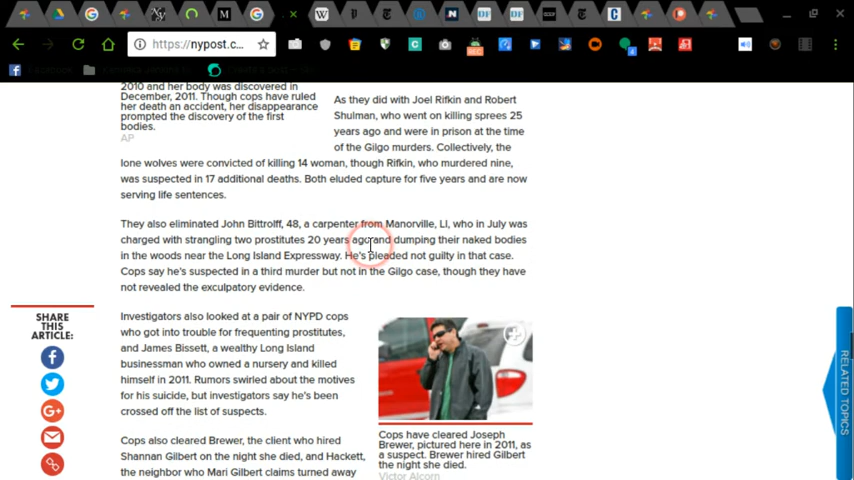 https://nypost.c...
2010 and her body was discovered in
December, 2011. Though cops have ruled
her death an accident, her disappearance
prompted the discovery of the first
bodies.
AP
As they did with Joel Rifkin and Robert
Shulman, who went on killing sprees 25
years ago and were in prison at the time
of the Gilgo murders. Collectively, the
lone wolves were convicted of killing 14 woman, though Rifkin, who murdered nine,
was suspected in 17 additional deaths. Both eluded capture for five years and are now
serving life sentences.
They also eliminated John Bittrolff, 48, a carpenter from Manorville, LI, who in July was
charged with strangling two prostitutes 20 years ago and dumping their naked bodies
in the woods near the Long Island Expressway. He's pleaded not guilty in that case.
Cops say he's suspected in a third murder but not in the Gilgo case, though they have
not revealed the exculpatory evidence.
SHARE
THIS
ARTICLE:
Investigators also looked at a pair of NYPD cops
who got into trouble for frequenting prostitutes,
and James Bissett, a wealthy Long Island
businessman who owned a nursery and killed
himself in 2011. Rumors swirled about the motives
for his suicide, but investigators say he's been
crossed off the list of suspects.
Cops also cleared Brewer, the client who hired
Shannan Gilbert on the night she died, and Hackett,
the neighbor who Mari Gilbert claims turned away
Cops have cleared Joseph
Brewer, pictured here in 2011, as
a suspect. Brewer hired Gilbert
the night she died.
Victor Alcorn
RELATED TOPICS